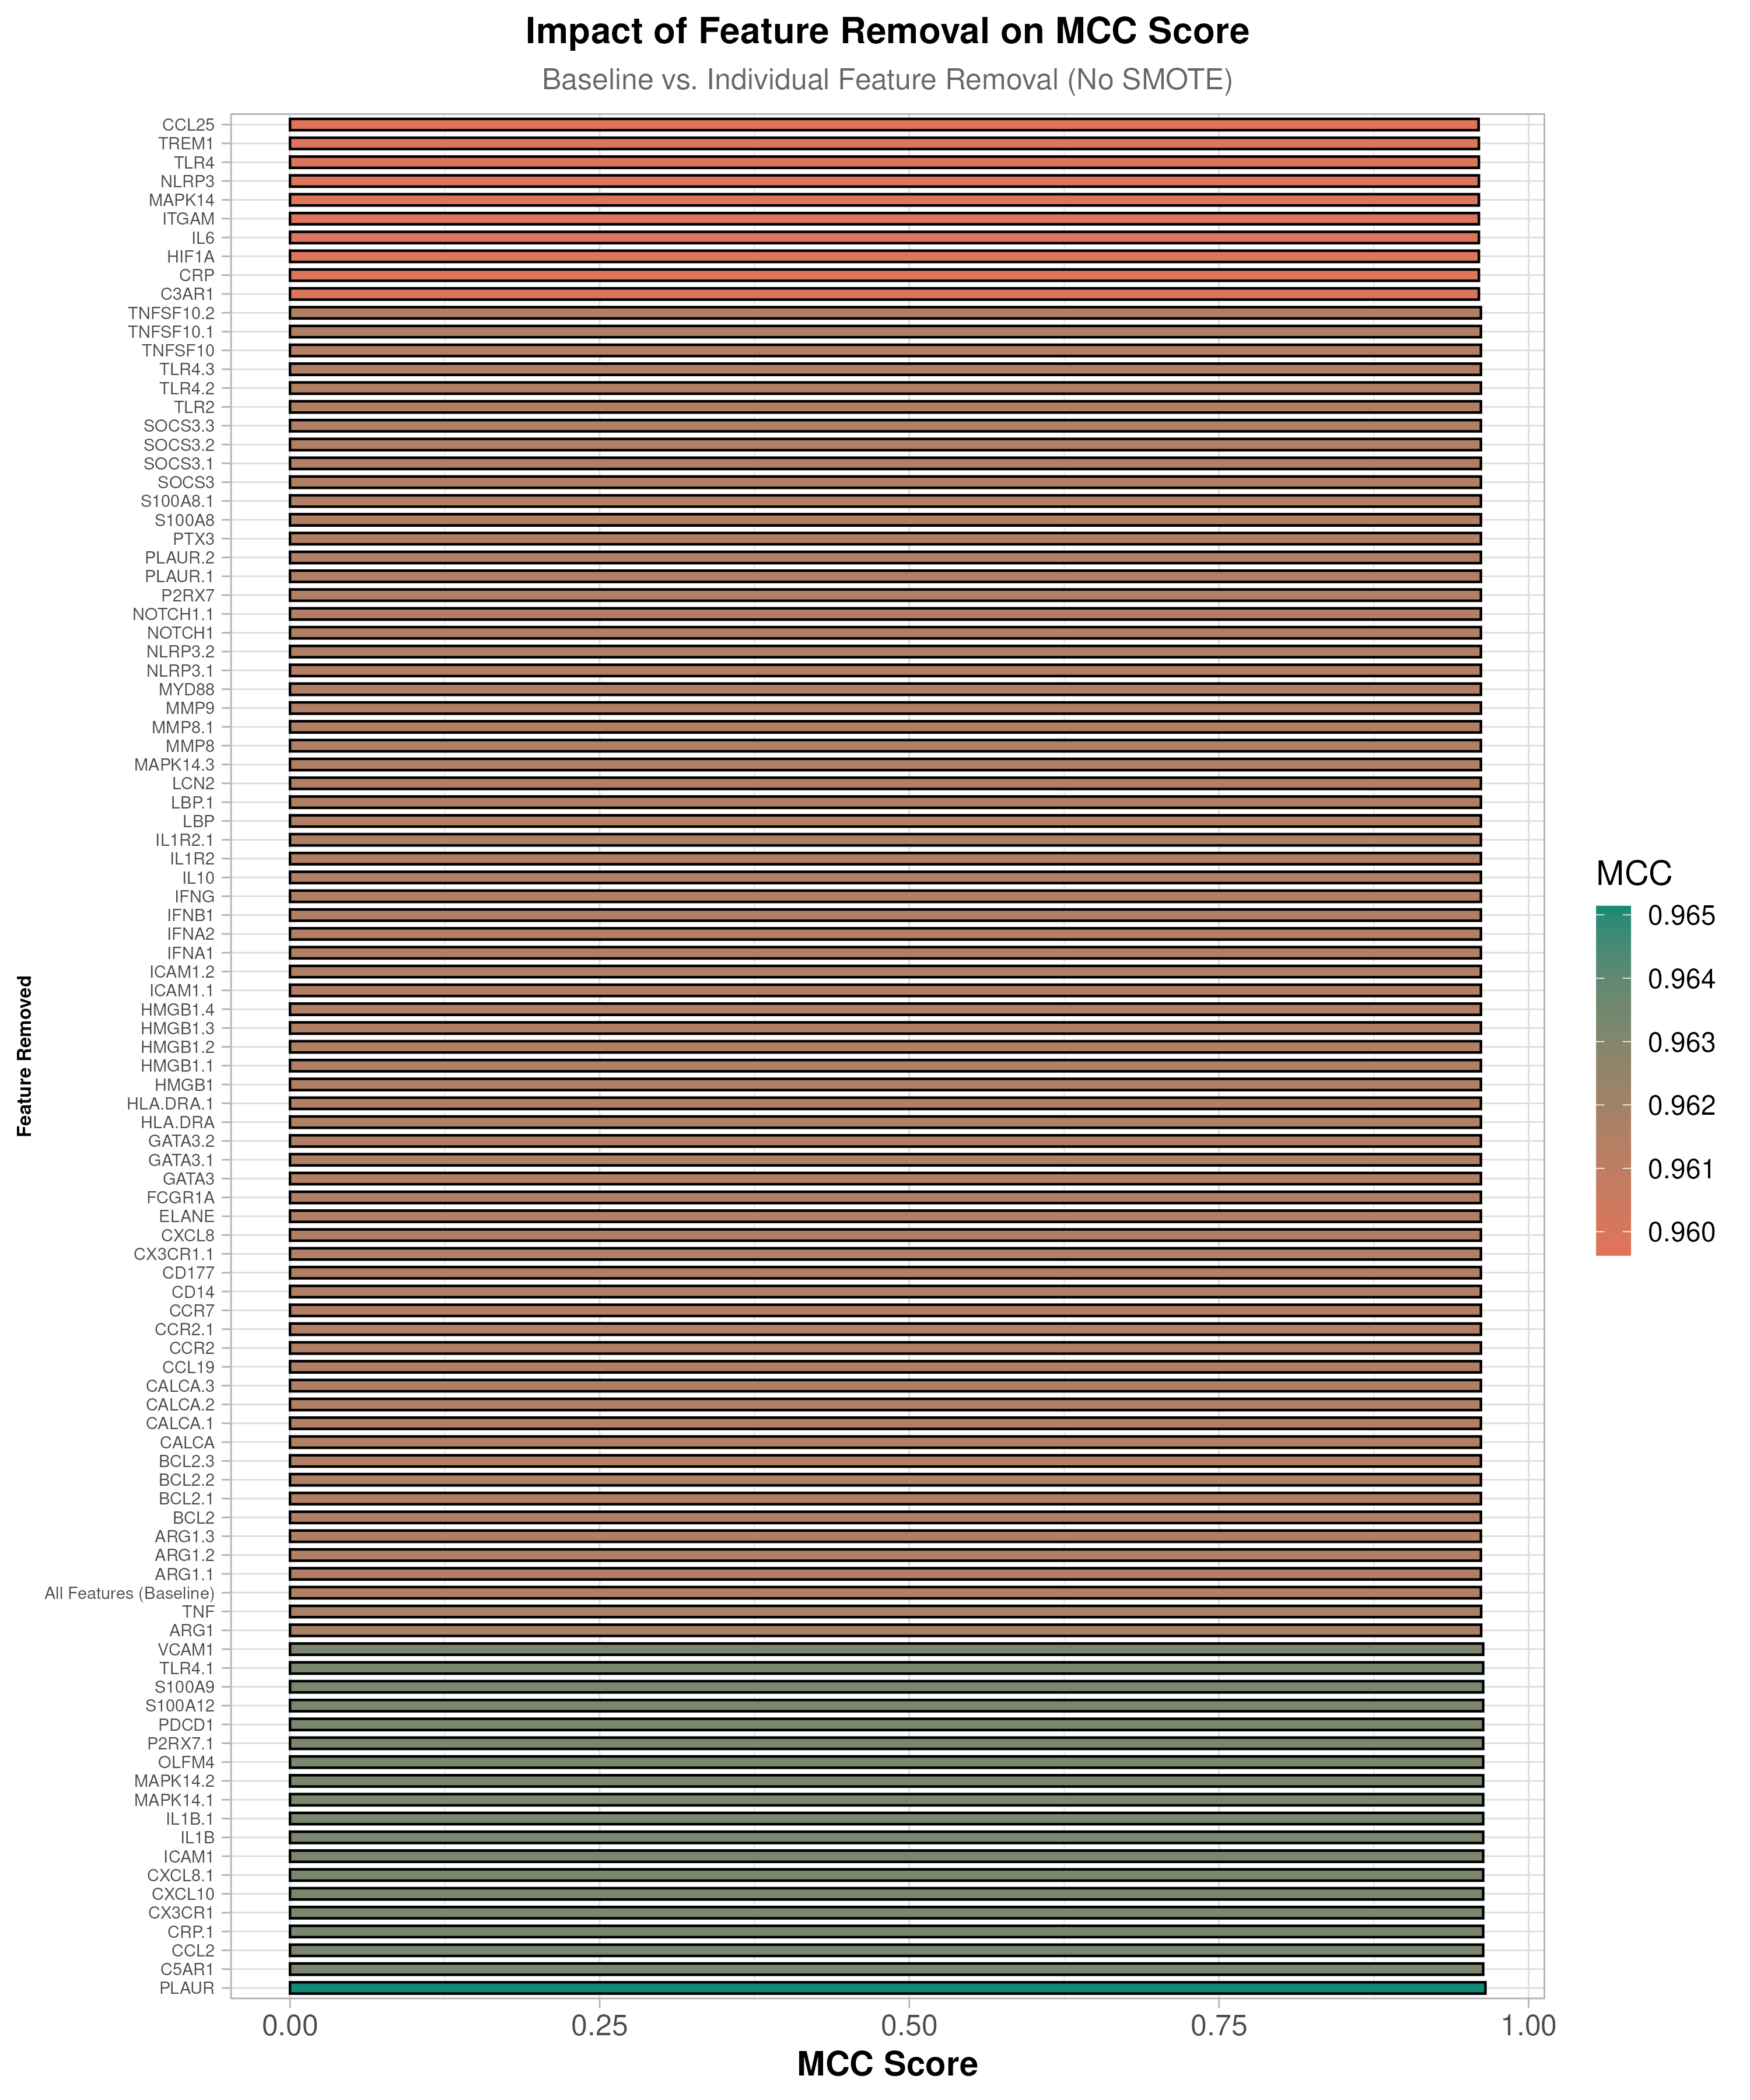 Impact of Feature Removal on MCC Score
Baseline vs. Individual Feature Removal (No SMOTE)
Feature Removed
CCL25
TREM1
TLR4
NLRP3
MAPK14
ITGAM
IL6
HIF1A
CRP
C3AR1
TNFSF10.2
TNFSF10.1
TNFSF10
TLR4.3
TLR4.2
TLR2
SOCS3.3
SOCS3.2
SOCS3.1
SOCS3
S100A8.1
S100A8
PTX3
PLAUR.2
PLAUR.1
P2RX7
NOTCH1.1
NOTCH1
NLRP3.2
NLRP3.1
MYD88
MMP9
MMP8.1
MMP8
MAPK14.3
LCN2
LBP.1
LBP
IL1R2.1
IL1R2
IL10
IFNG
IFNB1
IFNA2
IFNA1
ICAM1.2
ICAM1.1
HMGB1.4
HMGB1.3
HMGB1.2
HMGB1.1
HMGB1
HLA.DRA.1
HLA.DRA
GATA3.2
GATA3.1
GATA3
FCGR1A
ELANE
CXCL8
CX3CR1.1
CD177
CD14
CCR7
CCR2.1
CCR2
CCL19
CALCA.3
CALCA.2
CALCA.1
CALCA
BCL2.3
BCL2.2
BCL2.1
BCL2
ARG1.3
ARG1.2
ARG1.1
All Features (Baseline)
TNF
ARG1
VCAM1
TLR4.1
S100A9
S100A12
PDCD1
P2RX7.1
OLFM4
MAPK14.2
MAPK14.1
IL1B.1
IL1B
ICAM1
CXCL8.1
CXCL10
CX3CR1
CRP.1
CCL2
C5AR1
PLAUR
0.00 0.25 0.50 0.75 1.00
MCC Score
MCC
0.965
0.964
0.963
0.962
0.961
0.960